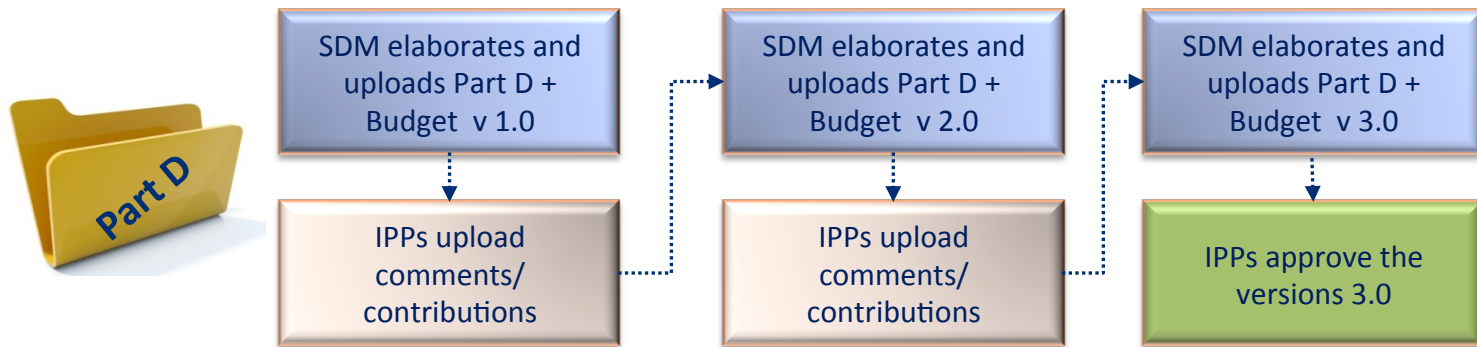 Part D
SDM elaborates and
uploads Part D +
Budget v 1.0
IPPs upload
comments/
contributions
SDM elaborates and
uploads Part D +
Budget v 2.0
IPPs upload
comments/
contributions
SDM elaborates and
uploads Part D +
Budget v 3.0
IPPs approve the
versions 3.0